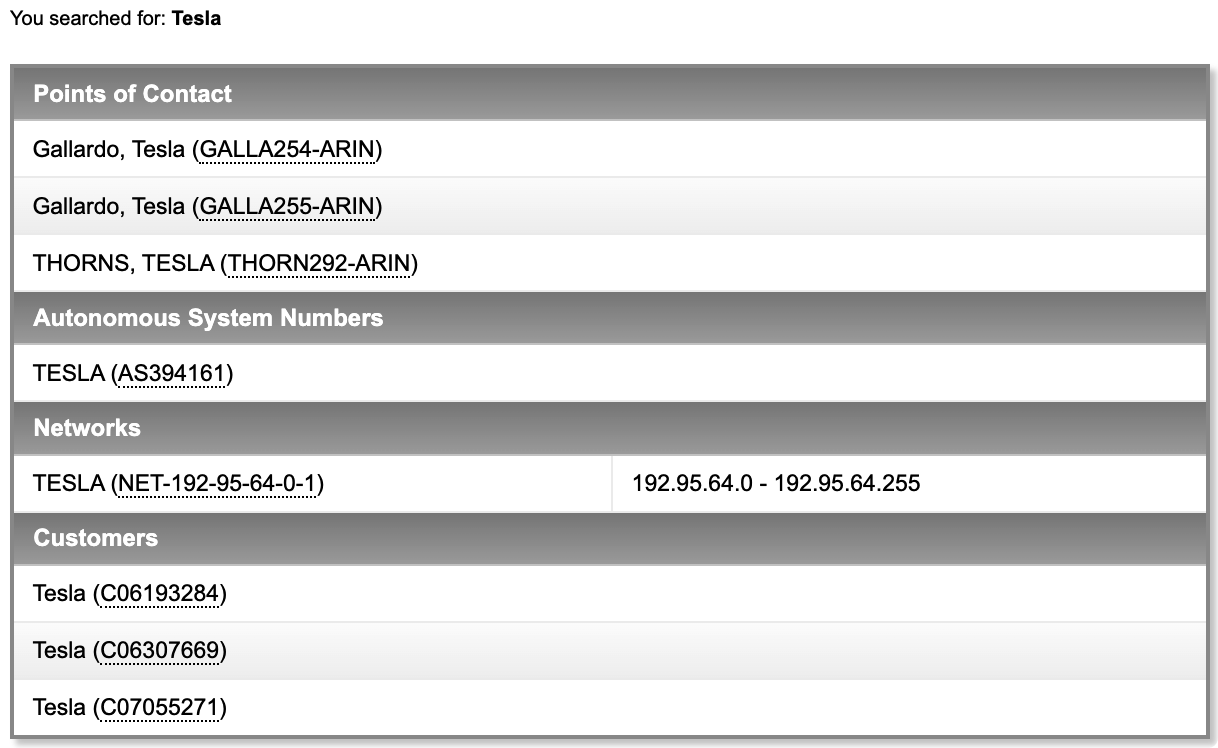 You searched for: Tesla
Points of Contact
Gallardo, Tesla (GALLA254-ARIN)
Gallardo, Tesla (GALLA255-ARIN)
THORNS, TESLA (THORN292-ARIN)
Autonomous System Numbers
TESLA (AS394161)
Networks
TESLA (NET-192-95-64-0-1) 192.95.64.0 - 192.95.64.255
Customers
Tesla (C06193284)
Tesla (C06307669)
Tesla (C07055271)